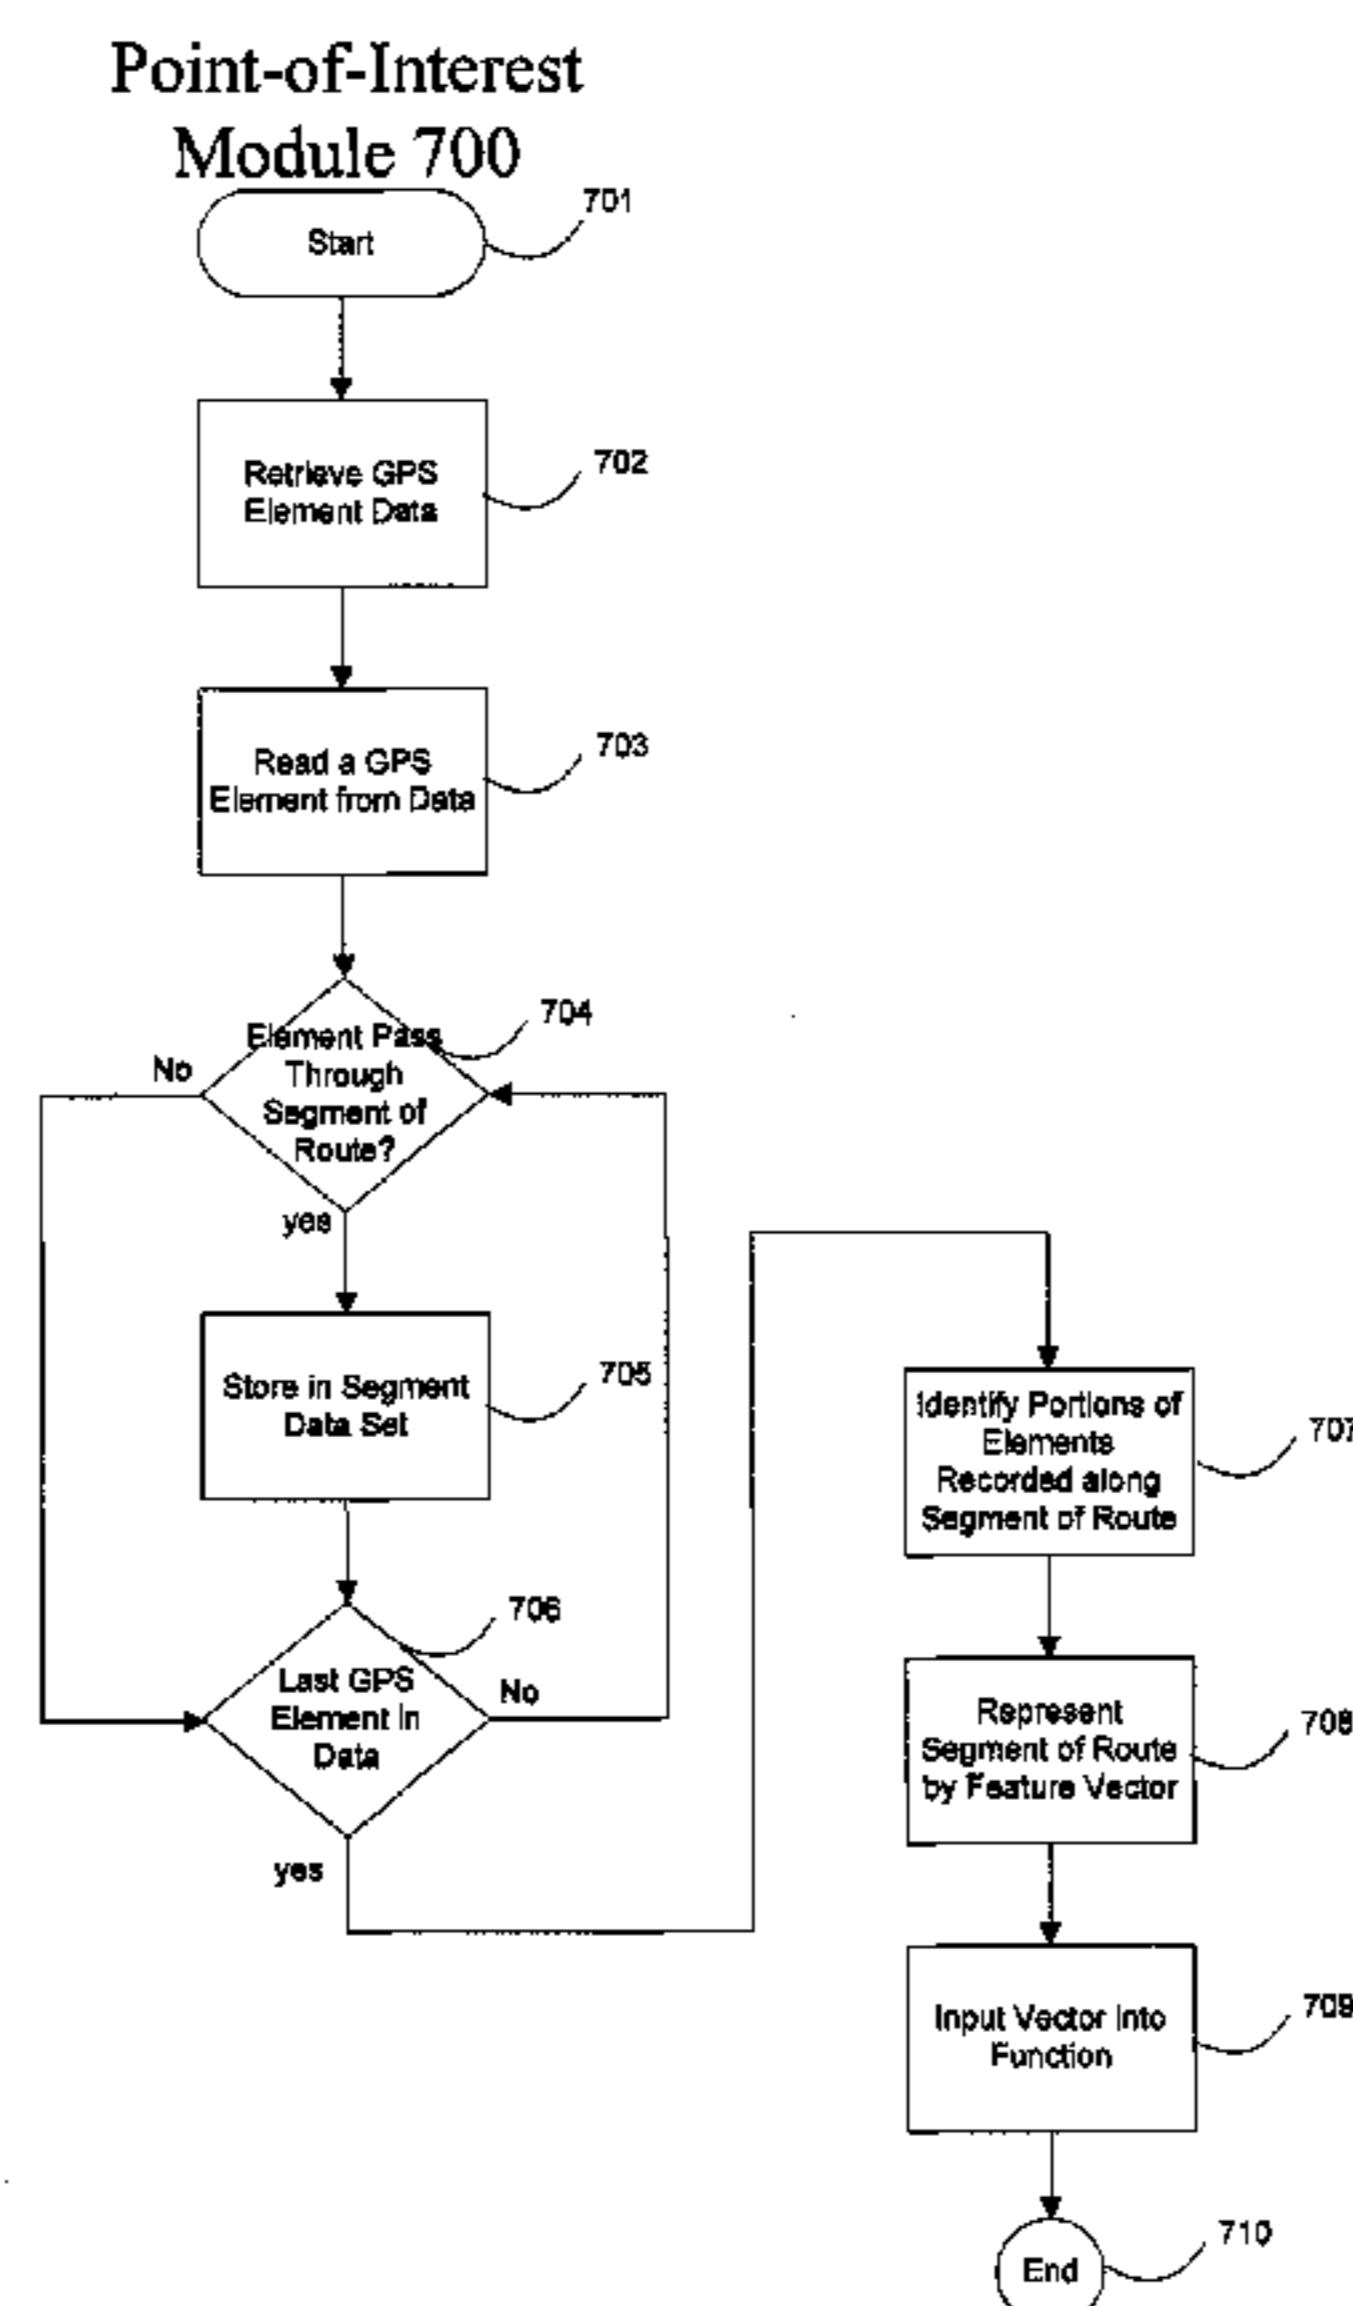 Point-of-Interest
Module 700
701
Start
702
Retrieve GPS
Element Data
703
Read a GPS
Element from Data
704
Element Pass
Through
Segment of
Route?
No
yes
705
Store in Segment
Data Set
706
Last GPS
Element in
Data
No
yes
707
Identify Portions of
Elements
Recorded along
Segment of Route
708
Represent
Segment of Route
by Feature Vector
709
Input Vector Into
Function
710
End